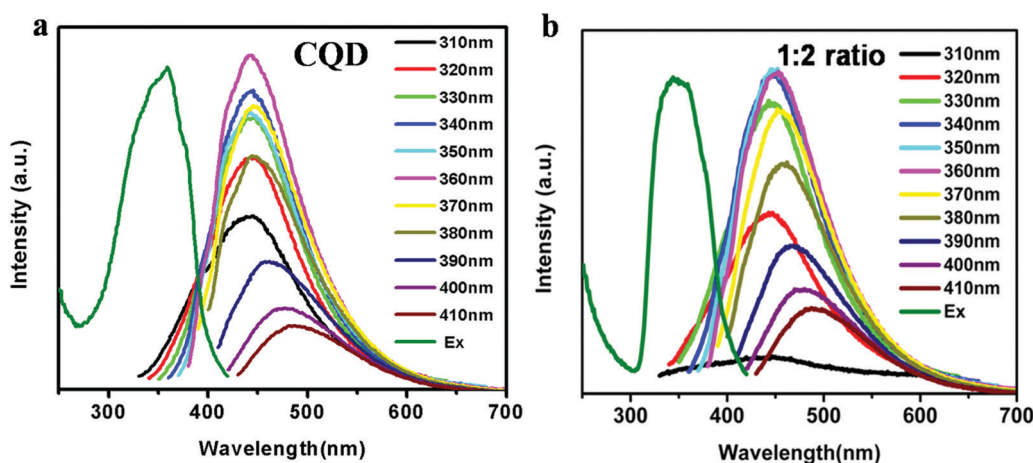 a
CQD
Intensity (a.u.)
310nm
320nm
330nm
340nm
350nm
360nm
370nm
380nm
390nm
400nm
410nm
Ex
300 400 500 600 700
Wavelength(nm)
b
1:2 ratio
Intensity (a.u.)
310nm
320nm
330nm
340nm
350nm
360nm
370nm
380nm
390nm
400nm
410nm
Ex
300 400 500 600 700
Wavelength(nm)